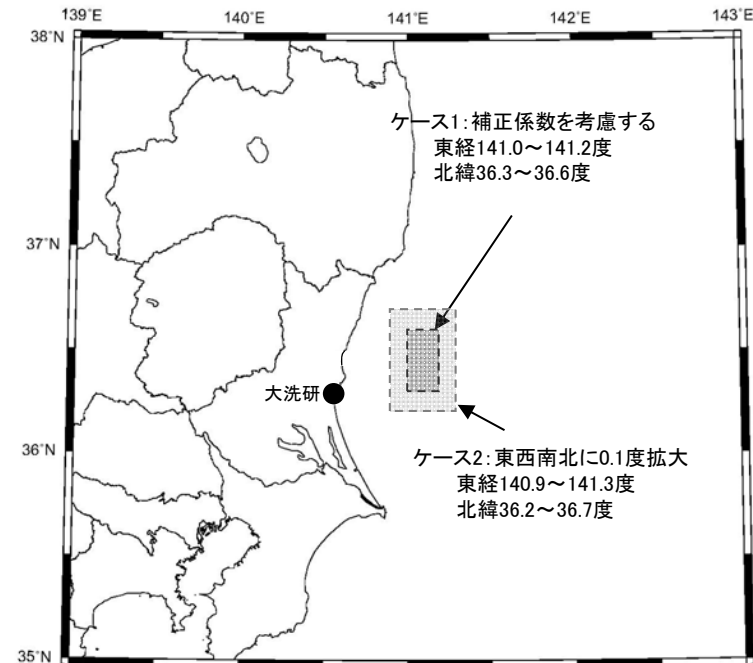 139°E
140°E
141°E
142°E
143°E
38°N
ケース1:補正係数を考慮する
東経141.0~141.2度
北緯36.3~36.6度
37°N
大洗研
36°N
ケース2:東西南北に0.1度拡大
東経140.9~141.3度
北緯36.2~36.7度
35°N